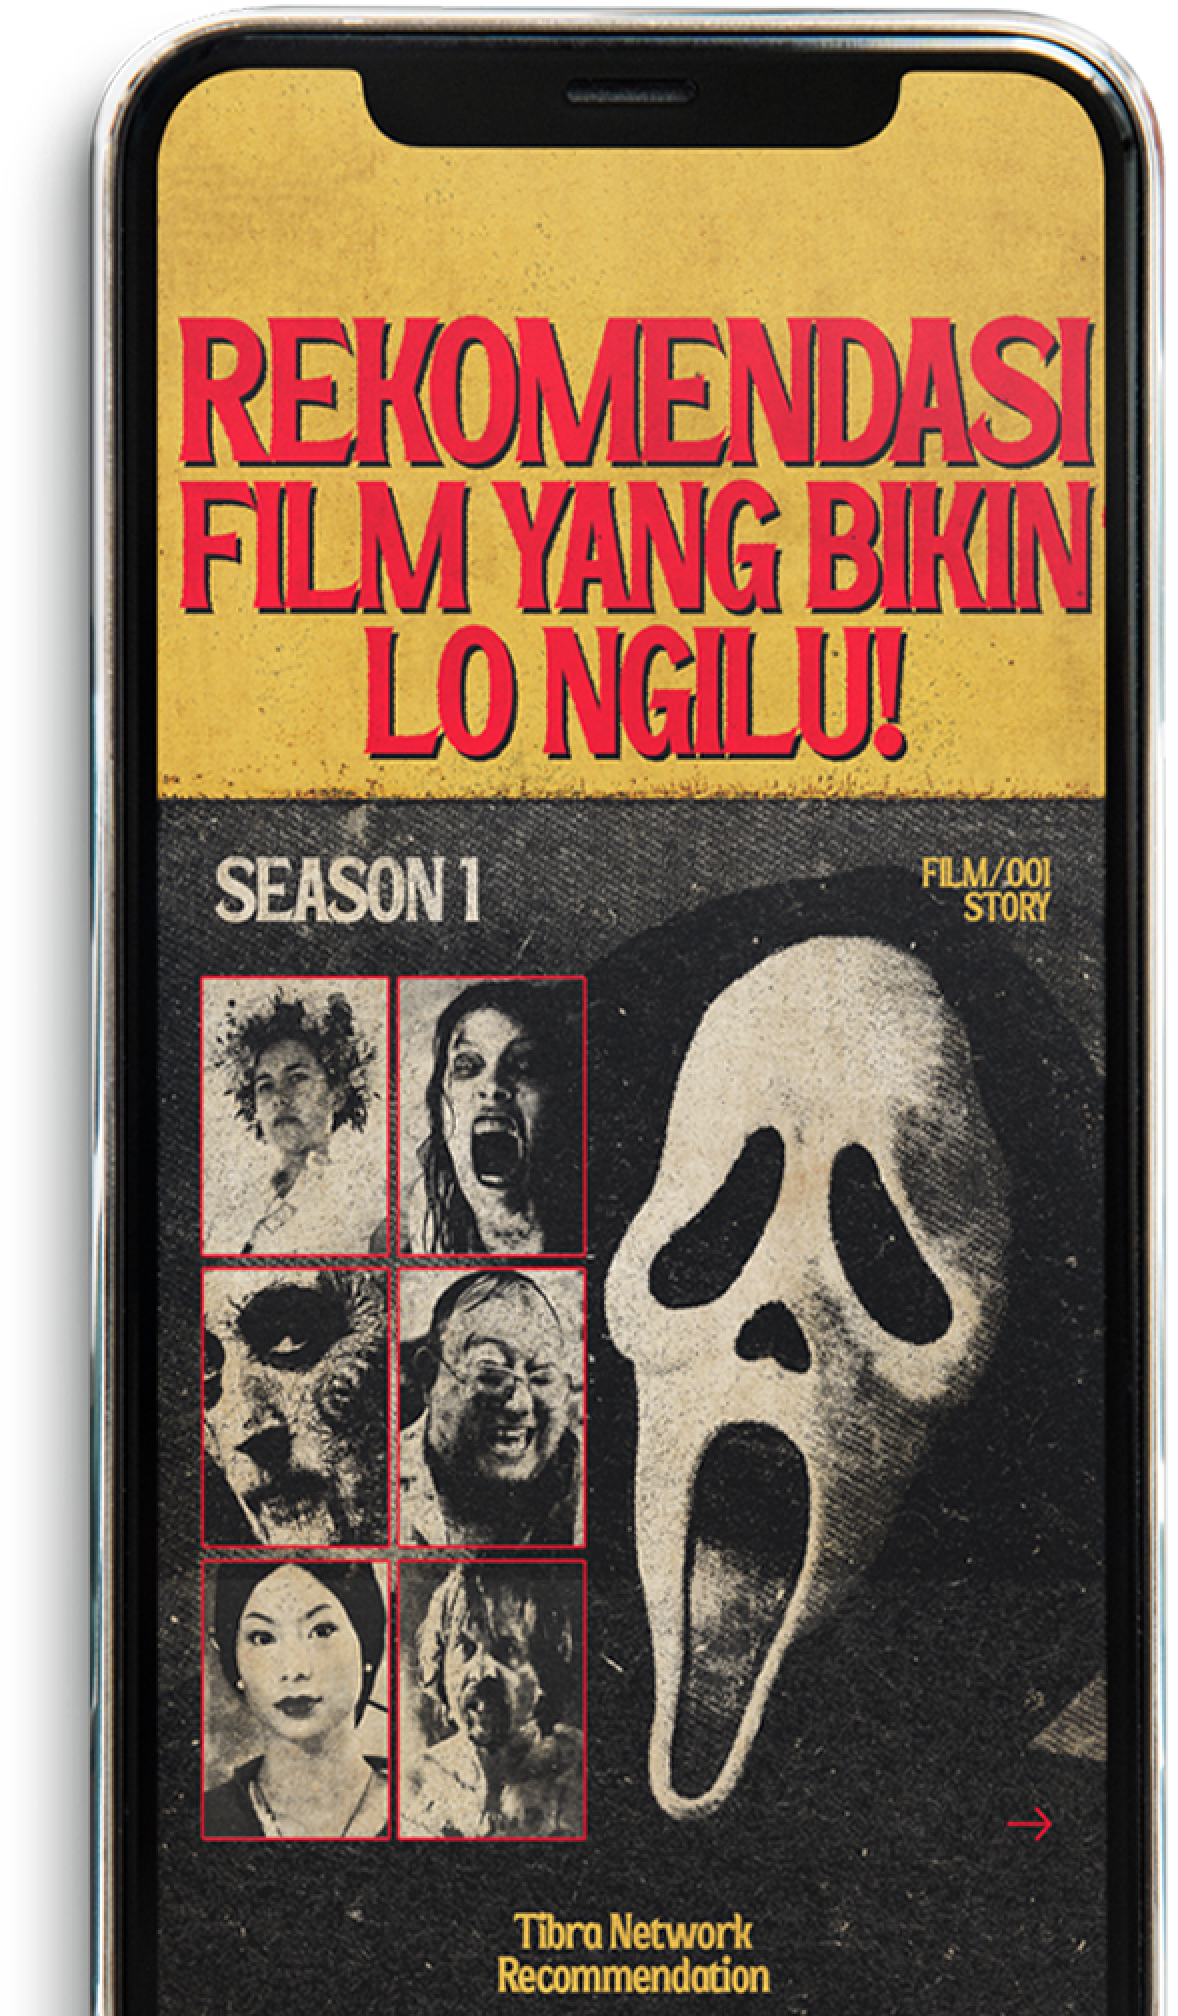 REKOMENDASI
FILM YANG BIKIN
LO NGILU!
SEASON 1
FILM/001
STORY
Tibra Network
Recommendation